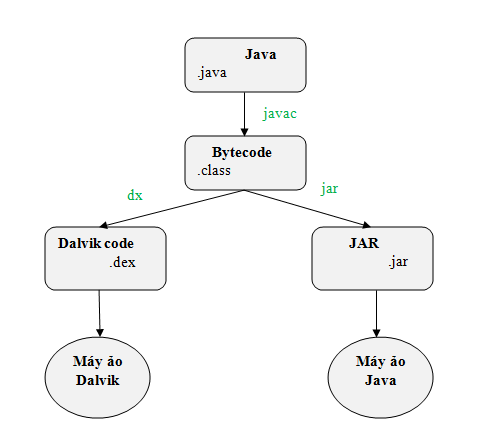 Java
.java
javac
Bytecode
.class
dx
jar
Dalvik code
.dex
JAR
.jar
Máy ảo
Dalvik
Máy ảo
Java